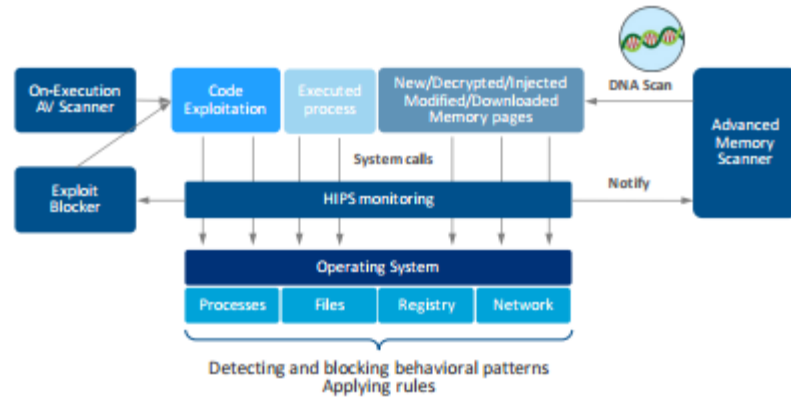 On-Execution
AV Scanner
Code
Exploitation
Executed
process
New/Decrypted/Injected
Modified/Downloaded
Memory pages
DNA Scan
Advanced
Memory
Scanner
System calls
Exploit
Blocker
HIPS monitoring
Notify
Operating System
Processes
Files
Registry
Network
Detecting and blocking behavioral patterns
Applying rules